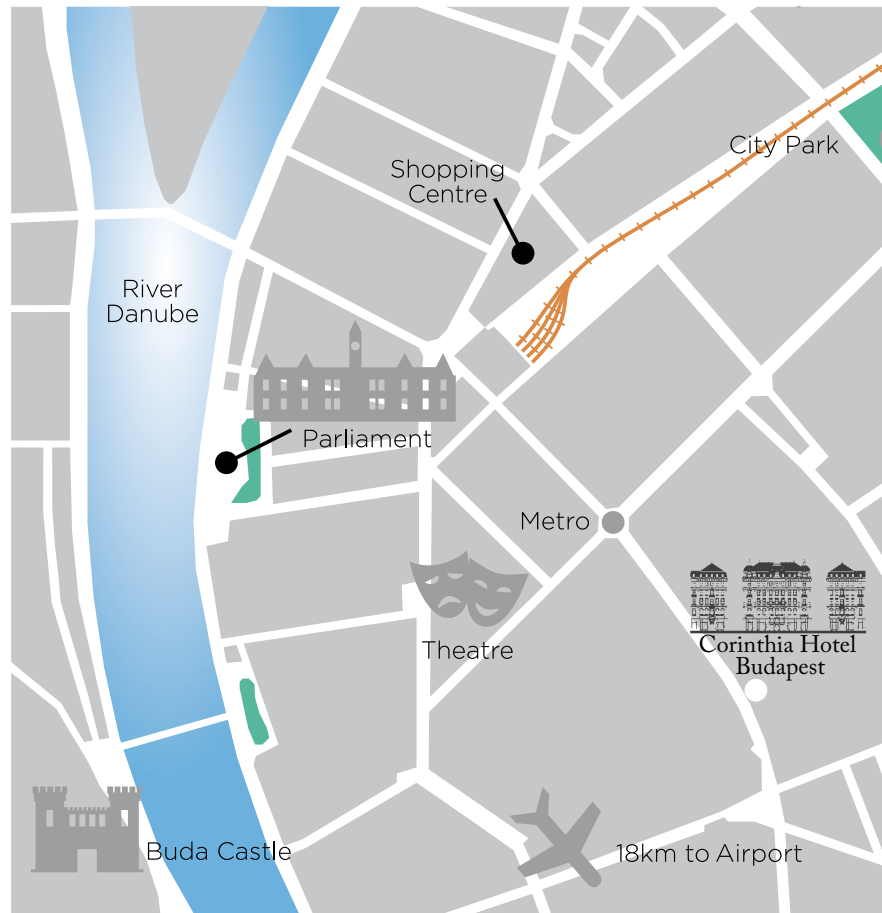 City Park
Shopping
Centre
River
Danube
Parliament
Metro
Theatre
Corinthia Hotel
Budapest
Buda Castle
18km to Airport